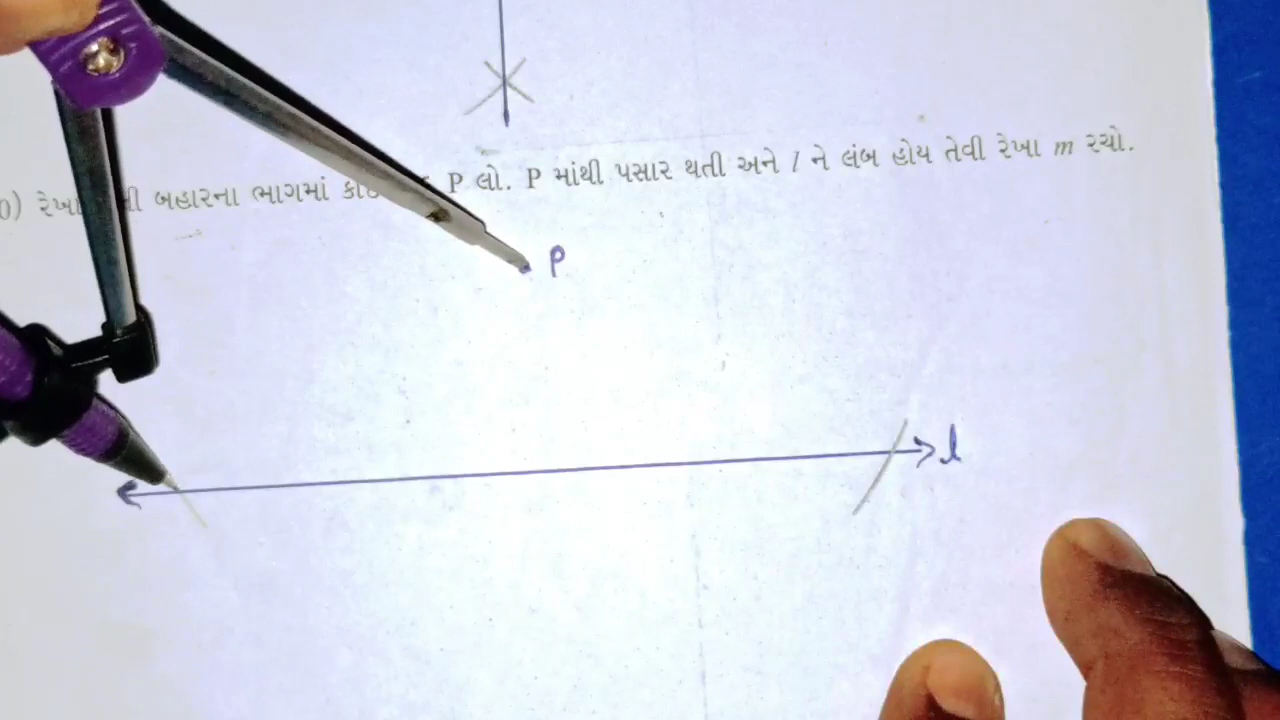 0) રેખા ની બહારના ભાગમાં P લો. P માંથી પસાર થતી અને l ને લંબ હોય તેવી રેખા m રચો.
P
l